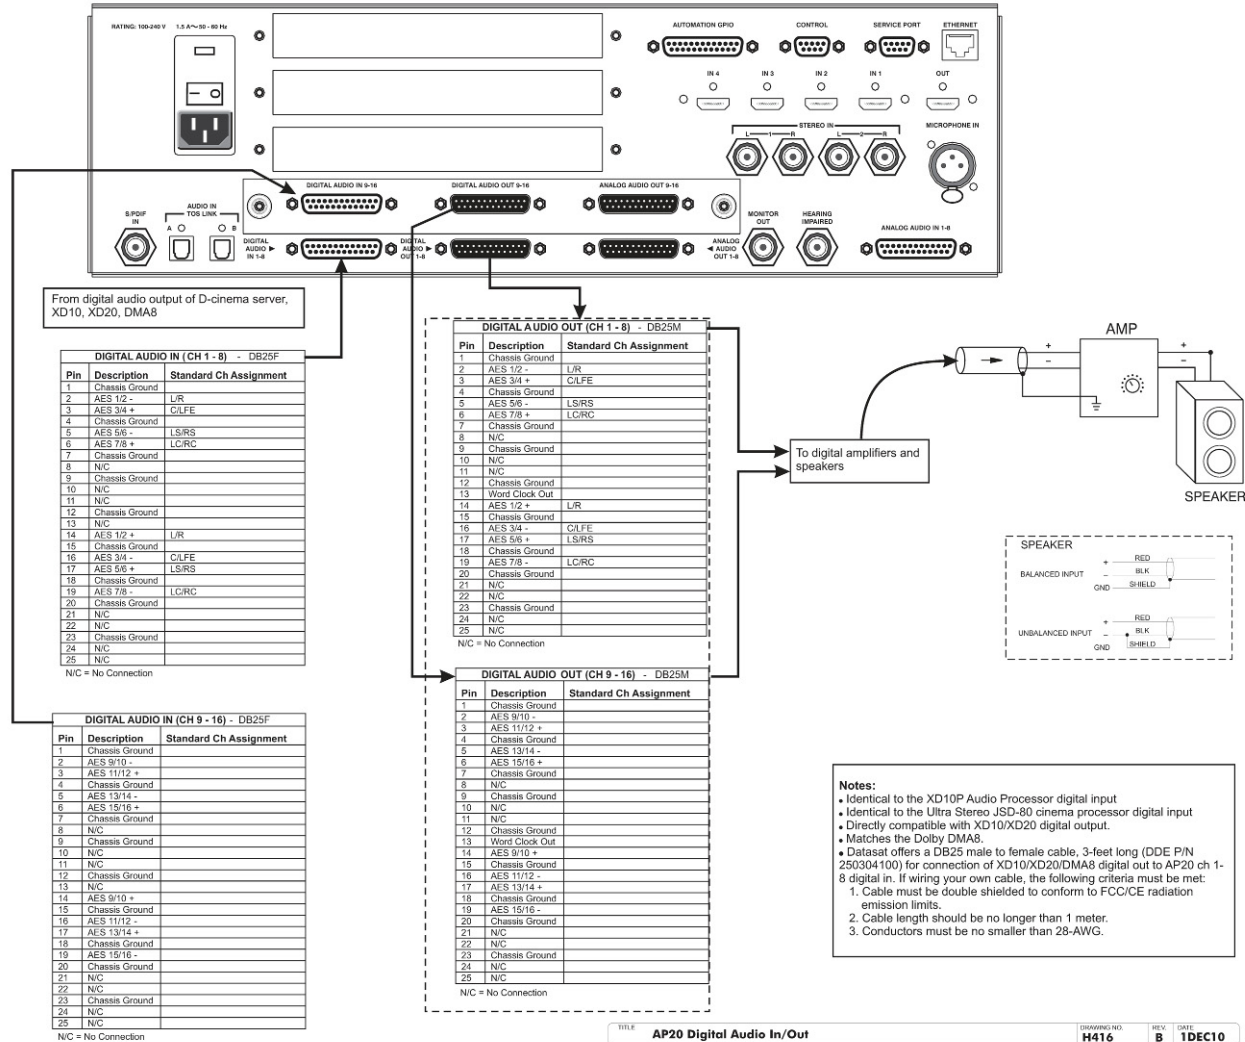 RATING: 100-240 V 1.5 A~50 - 60 Hz
AUTOMATION GPIO CONTROL SERVICE PORT ETHERNET
IN 4 IN 3 IN 2 IN 1 OUT
STEREO IN MICROPHONE IN
L 1 R L 2 R
DIGITAL AUDIO IN 9-16 DIGITAL AUDIO OUT 9-16 ANALOG AUDIO OUT 9-16
S/PDIF
IN
AUDIO IN
TOS LINK
A B
DIGITAL
AUDIO
IN 1-8
DIGITAL
AUDIO
OUT 1-8
ANALOG
AUDIO
OUT 1-8
MONITOR
OUT
HEARING
IMPAIRED
ANALOG AUDIO IN 1-8
From digital audio output of D-cinema server,
XD10, XD20, DMA8
DIGITAL AUDIO IN (CH 1 - 8) - DB25F
Pin Description Standard Ch Assignment
1 Chassis Ground
2 AES 1/2 - L/R
3 AES 3/4 + C/LFE
4 Chassis Ground
5 AES 5/6 - LS/RS
6 AES 7/8 + LC/RC
7 Chassis Ground
8 N/C
9 Chassis Ground
10 N/C
11 N/C
12 Chassis Ground
13 N/C
14 AES 1/2 + L/R
15 Chassis Ground
16 AES 3/4 - C/LFE
17 AES 5/6 + LS/RS
18 Chassis Ground
19 AES 7/8 - LC/RC
20 Chassis Ground
21 N/C
22 N/C
23 Chassis Ground
24 N/C
25 N/C
N/C = No Connection
DIGITAL AUDIO IN (CH 9 - 16) - DB25F
Pin Description Standard Ch Assignment
1 Chassis Ground
2 AES 9/10 -
3 AES 11/12 +
4 Chassis Ground
5 AES 13/14 -
6 AES 15/16 +
7 Chassis Ground
8 N/C
9 Chassis Ground
10 N/C
11 N/C
12 Chassis Ground
13 N/C
14 AES 9/10 +
15 Chassis Ground
16 AES 11/12 -
17 AES 13/14 +
18 Chassis Ground
19 AES 15/16 -
20 Chassis Ground
21 N/C
22 N/C
23 Chassis Ground
24 N/C
25 N/C
N/C = No Connection
DIGITAL AUDIO OUT (CH 1 - 8) - DB25M
Pin Description Standard Ch Assignment
1 Chassis Ground
2 AES 1/2 - L/R
3 AES 3/4 + C/LFE
4 Chassis Ground
5 AES 5/6 - LS/RS
6 AES 7/8 + LC/RC
7 Chassis Ground
8 N/C
9 Chassis Ground
10 N/C
11 N/C
12 Chassis Ground
13 Word Clock Out
14 AES 1/2 + L/R
15 Chassis Ground
16 AES 3/4 - C/LFE
17 AES 5/6 + LS/RS
18 Chassis Ground
19 AES 7/8 - LC/RC
20 Chassis Ground
21 N/C
22 N/C
23 Chassis Ground
24 N/C
25 N/C
N/C = No Connection
DIGITAL AUDIO OUT (CH 9 - 16) - DB25M
Pin Description Standard Ch Assignment
1 Chassis Ground
2 AES 9/10 -
3 AES 11/12 +
4 Chassis Ground
5 AES 13/14 -
6 AES 15/16 +
7 Chassis Ground
8 N/C
9 Chassis Ground
10 N/C
11 N/C
12 Chassis Ground
13 Word Clock Out
14 AES 9/10 +
15 Chassis Ground
16 AES 11/12 -
17 AES 13/14 +
18 Chassis Ground
19 AES 15/16 -
20 Chassis Ground
21 N/C
22 N/C
23 Chassis Ground
24 N/C
25 N/C
N/C = No Connection
To digital amplifiers and
speakers
AMP
+ +
- -
SPEAKER
SPEAKER
BALANCED INPUT
+ RED
- BLK
GND SHIELD
UNBALANCED INPUT
+ RED
- BLK
GND SHIELD
Notes:
• Identical to the XD10P Audio Processor digital input
• Identical to the Ultra Stereo JSD-80 cinema processor digital input
• Directly compatible with XD10/XD20 digital output.
• Matches the Dolby DMA8.
• Datasat offers a DB25 male to female cable, 3-feet long (DDE P/N
250304100) for connection of XD10/XD20/DMA8 digital out to AP20 ch 1-
8 digital in. If wiring your own cable, the following criteria must be met:
1. Cable must be double shielded to conform to FCC/CE radiation
emission limits.
2. Cable length should be no longer than 1 meter.
3. Conductors must be no smaller than 28-AWG.
TITLE AP20 Digital Audio In/Out
DRAWING NO. H416
REV. B
DATE 1DEC10